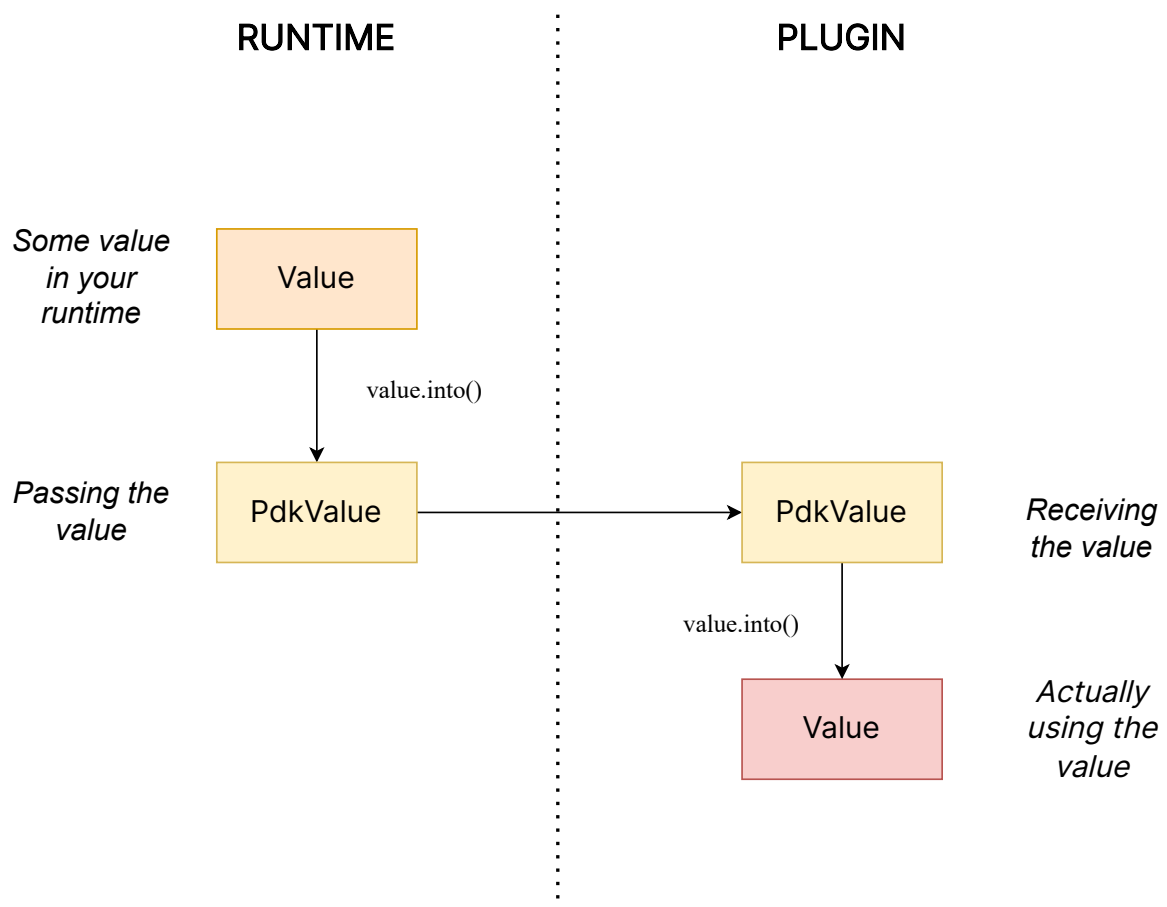 RUNTIME
PLUGIN
Some value
in your
runtime
Value
value.into()
Passing the
value
PdkValue
PdkValue
Receiving
the value
value.into()
Value
Actually
using the
value